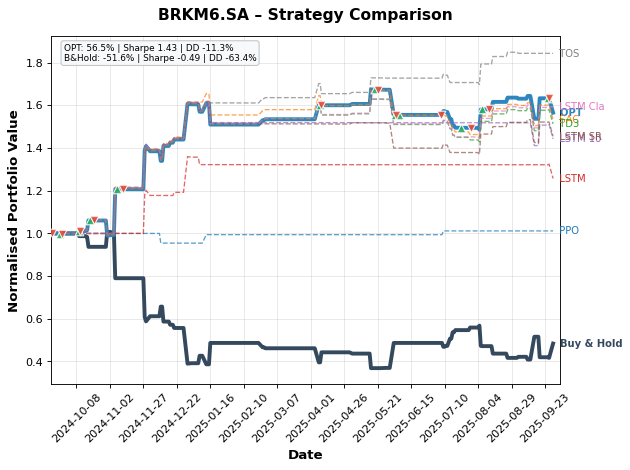 BRKM6.SA – Strategy Comparison
OPT: 56.5% | Sharpe 1.43 | DD -11.3%
B&Hold: -51.6% | Sharpe -0.49 | DD -63.4%
Normalised Portfolio Value
1.8
1.6
1.4
1.2
1.0
0.8
0.6
0.4
TOS
LSTM Cla
OPT
LSTM SR
LSTM
PPO
Buy & Hold
2024-10-08
2024-11-02
2024-11-27
2024-12-22
2025-01-16
2025-02-10
2025-03-07
2025-04-01
2025-04-26
2025-05-21
2025-06-15
2025-07-10
2025-08-04
2025-08-29
2025-09-23
Date